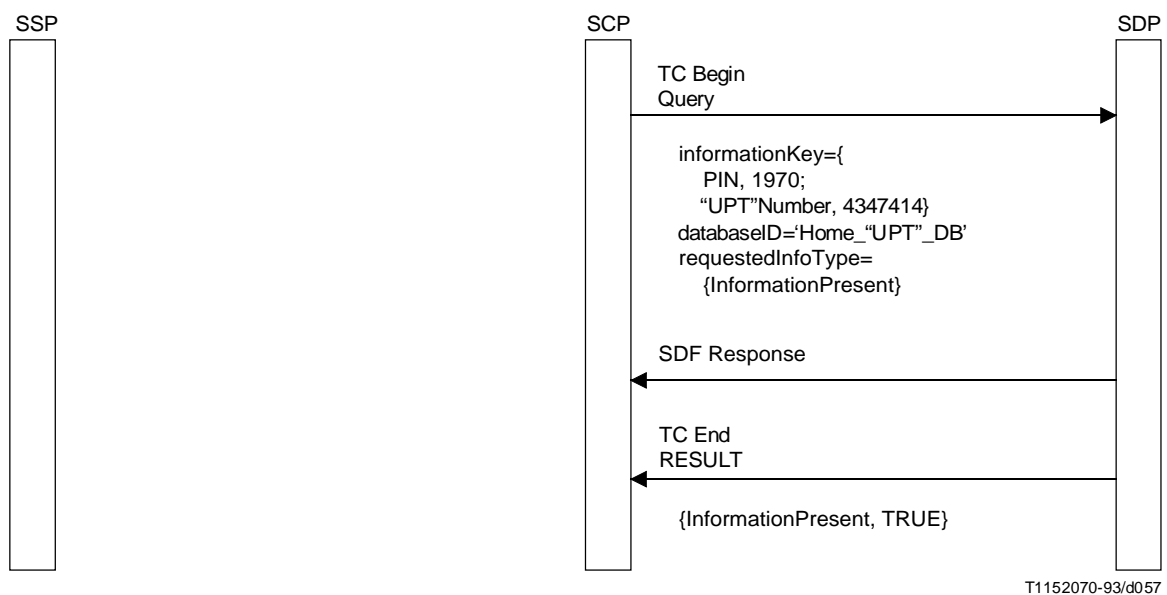 SSP
SCP
SDP
TC Begin
Query
informationKey={
PIN, 1970;
“UPT”Number, 4347414}
databaseID=‘Home_“UPT”_DB’
requestedInfoType=
{InformationPresent}
SDF Response
TC End
RESULT
{InformationPresent, TRUE}
T1152070-93/d057